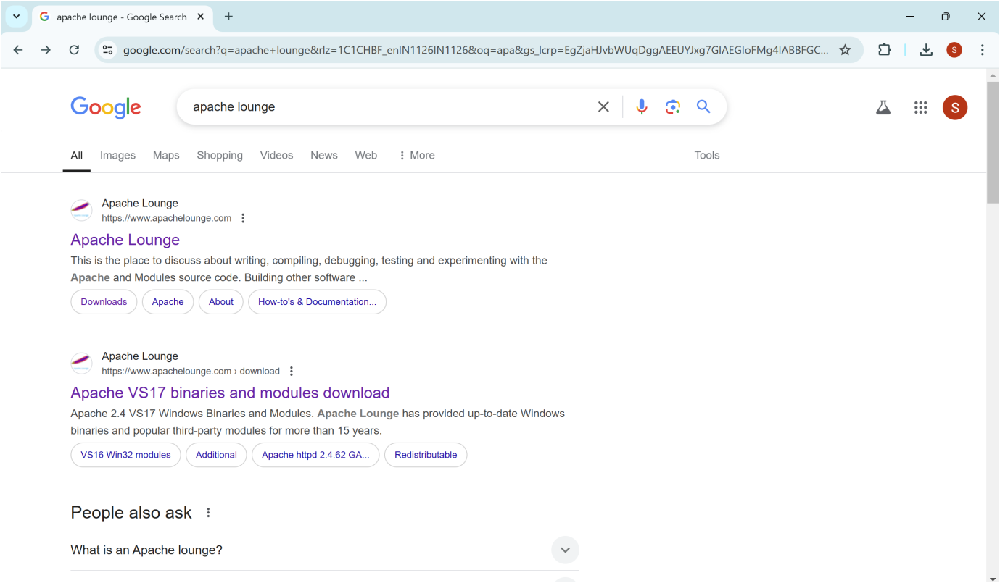 apache lounge - Google Search
google.com/search?q=apache+lounge&rlz=1C1CHBF_enIN1126IN1126&oq=apa&gs_lcrp=EgZjaHJvbWUqDggAEEUYJxg7GIAEGIoFMg4IABBFGC...
S
Google
apache lounge
S
All Images Maps Shopping Videos News Web More Tools
Apache Lounge
https://www.apachelounge.com
Apache Lounge
This is the place to discuss about writing, compiling, debugging, testing and experimenting with the
Apache and Modules source code. Building other software ...
Downloads Apache About How-to's & Documentation...
Apache Lounge
https://www.apachelounge.com › download
Apache VS17 binaries and modules download
Apache 2.4 VS17 Windows Binaries and Modules. Apache Lounge has provided up-to-date Windows
binaries and popular third-party modules for more than 15 years.
VS16 Win32 modules Additional Apache httpd 2.4.62 GA... Redistributable
People also ask
What is an Apache lounge?